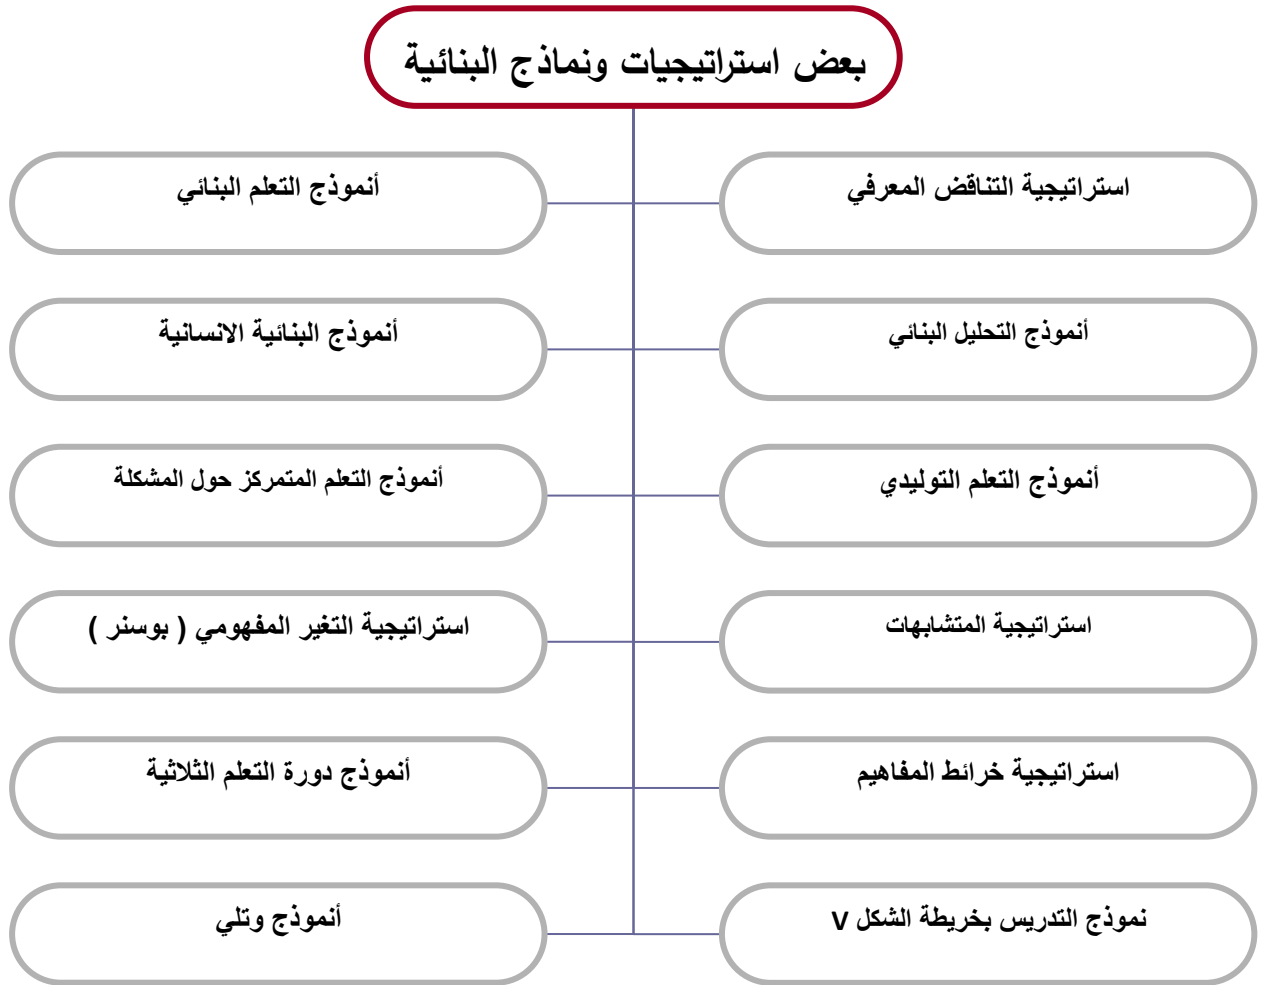 بعض استراتيجيات ونماذج البنائية
استراتيجية التناقض المعرفي
أنموذج التعلم البنائي
أنموذج التحليل البنائي
أنموذج البنائية الانسانية
أنموذج التعلم التوليدي
أنموذج التعلم المتمركز حول المشكلة
استراتيجية المتشابهات
استراتيجية التغير المفهومي ( بوسنر )
استراتيجية خرائط المفاهيم
أنموذج دورة التعلم الثلاثية
نموذج التدريس بخريطة الشكل V
أنموذج وتلي